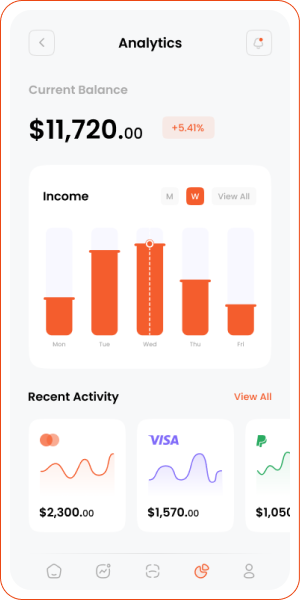 Analytics
Current Balance
$11,720.00 +5.41%
Income M W View All
Mon Tue Wed Thu Fri
Recent Activity View All
VISA
$2,300.00 $1,570.00 $1,050